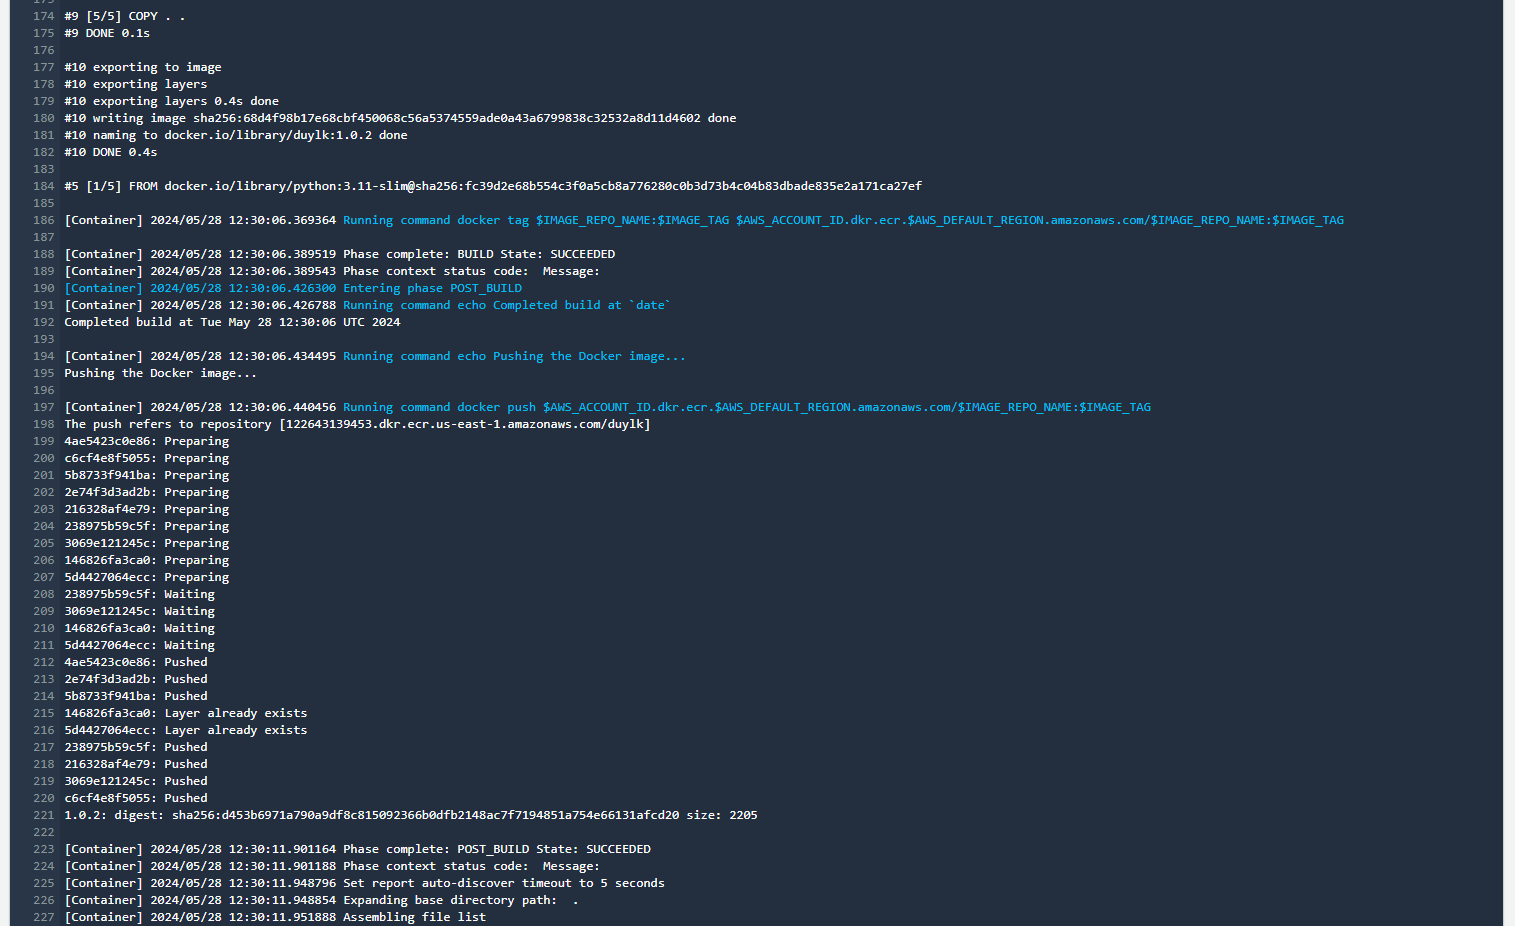 174 #9 [5/5] COPY . .
175 #9 DONE 0.1s
176
177 #10 exporting to image
178 #10 exporting layers
179 #10 exporting layers 0.4s done
180 #10 writing image sha256:68d4f98b17e68cbf450068c56a5374559ade0a43a6799838c32532a8d11d4602 done
181 #10 naming to docker.io/library/duylk:1.0.2 done
182 #10 DONE 0.4s
183
184 #5 [1/5] FROM docker.io/library/python:3.11-slim@sha256:fc39d2e68b554c3f0a5cb8a776280c0b3d73b4c04b83dbade835e2a171ca27ef
185
186 [Container] 2024/05/28 12:30:06.369364 Running command docker tag $IMAGE_REPO_NAME:$IMAGE_TAG $AWS_ACCOUNT_ID.dkr.ecr.$AWS_DEFAULT_REGION.amazonaws.com/$IMAGE_REPO_NAME:$IMAGE_TAG
187
188 [Container] 2024/05/28 12:30:06.389519 Phase complete: BUILD State: SUCCEEDED
189 [Container] 2024/05/28 12:30:06.389543 Phase context status code:  Message:
190 [Container] 2024/05/28 12:30:06.426300 Entering phase POST_BUILD
191 [Container] 2024/05/28 12:30:06.426788 Running command echo Completed build at `date`
192 Completed build at Tue May 28 12:30:06 UTC 2024
193
194 [Container] 2024/05/28 12:30:06.434495 Running command echo Pushing the Docker image...
195 Pushing the Docker image...
196
197 [Container] 2024/05/28 12:30:06.440456 Running command docker push $AWS_ACCOUNT_ID.dkr.ecr.$AWS_DEFAULT_REGION.amazonaws.com/$IMAGE_REPO_NAME:$IMAGE_TAG
198 The push refers to repository [122643139453.dkr.ecr.us-east-1.amazonaws.com/duylk]
199 4ae5423c0e86: Preparing
200 c6cf4e8f5055: Preparing
201 5b8733f941ba: Preparing
202 2e74f3d3ad2b: Preparing
203 216328af4e79: Preparing
204 238975b59c5f: Preparing
205 3069e121245c: Preparing
206 146826fa3ca0: Preparing
207 5d4427064ecc: Preparing
208 238975b59c5f: Waiting
209 3069e121245c: Waiting
210 146826fa3ca0: Waiting
211 5d4427064ecc: Waiting
212 4ae5423c0e86: Pushed
213 2e74f3d3ad2b: Pushed
214 5b8733f941ba: Pushed
215 146826fa3ca0: Layer already exists
216 5d4427064ecc: Layer already exists
217 238975b59c5f: Pushed
218 216328af4e79: Pushed
219 3069e121245c: Pushed
220 c6cf4e8f5055: Pushed
221 1.0.2: digest: sha256:d453b6971a790a9df8c815092366b0dfb2148ac7f7194851a754e66131afcd20 size: 2205
222
223 [Container] 2024/05/28 12:30:11.901164 Phase complete: POST_BUILD State: SUCCEEDED
224 [Container] 2024/05/28 12:30:11.901188 Phase context status code:  Message:
225 [Container] 2024/05/28 12:30:11.948796 Set report auto-discover timeout to 5 seconds
226 [Container] 2024/05/28 12:30:11.948854 Expanding base directory path:  .
227 [Container] 2024/05/28 12:30:11.951888 Assembling file list